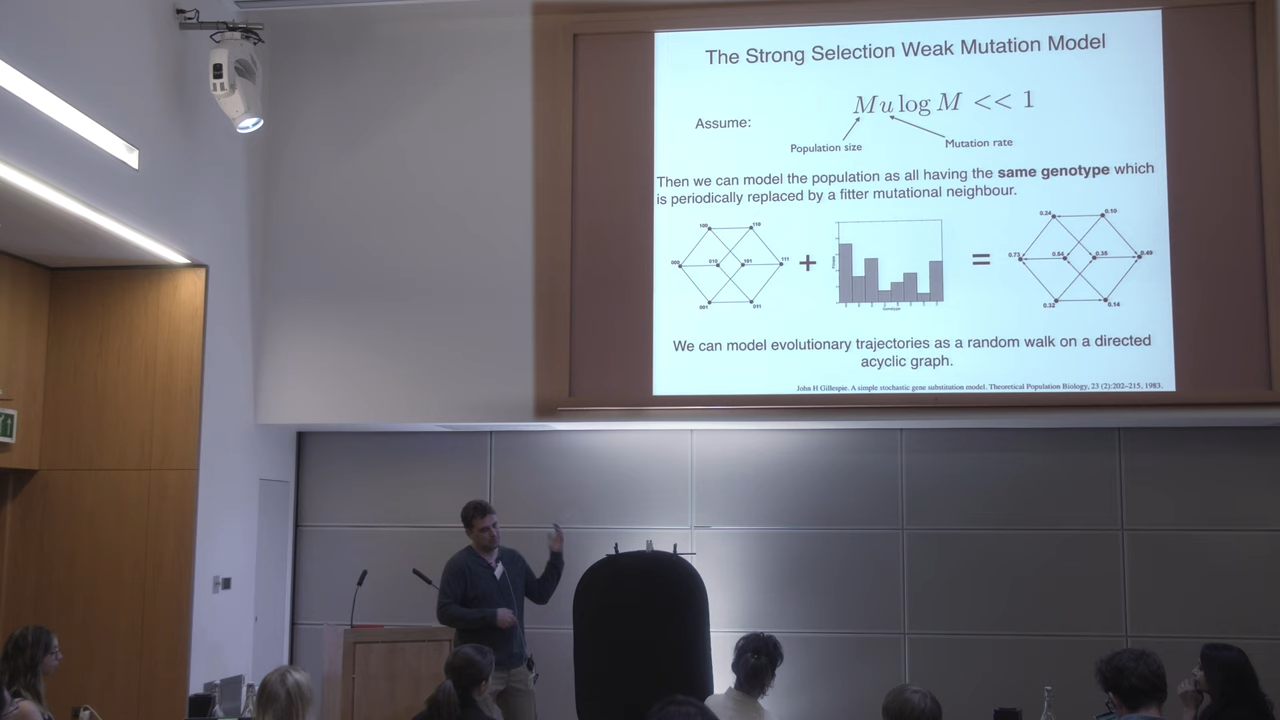 The Strong Selection Weak Mutation Model
Assume:
Mu log M << 1
Population size
Mutation rate
Then we can model the population as all having the same genotype which
is periodically replaced by a fitter mutational neighbour.
100 110
000 010 101 111
001 011
+
Genotype
=
0.24 0.10
0.73 0.64 0.35 0.49
0.32 0.14
We can model evolutionary trajectories as a random walk on a directed
acyclic graph.
John H Gillespie. A simple stochastic gene substitution model. Theoretical Population Biology, 23 (2):202–215, 1983.